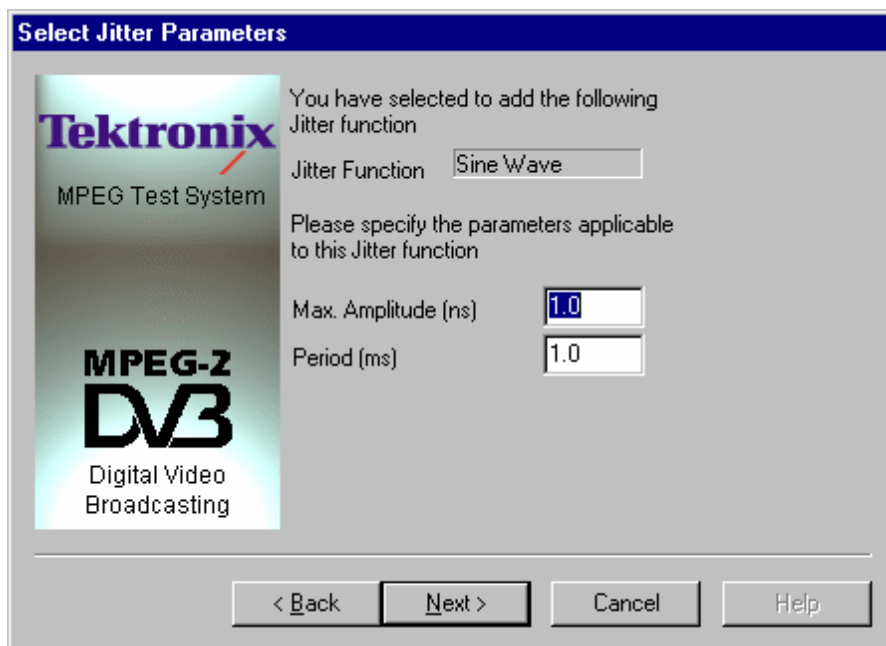 Select Jitter Parameters
Tektronix
MPEG Test System
MPEG-2
DVB
Digital Video
Broadcasting
You have selected to add the following
Jitter function
Jitter Function Sine Wave
Please specify the parameters applicable
to this Jitter function
Max. Amplitude (ns) 1.0
Period (ms) 1.0
< Back Next > Cancel Help